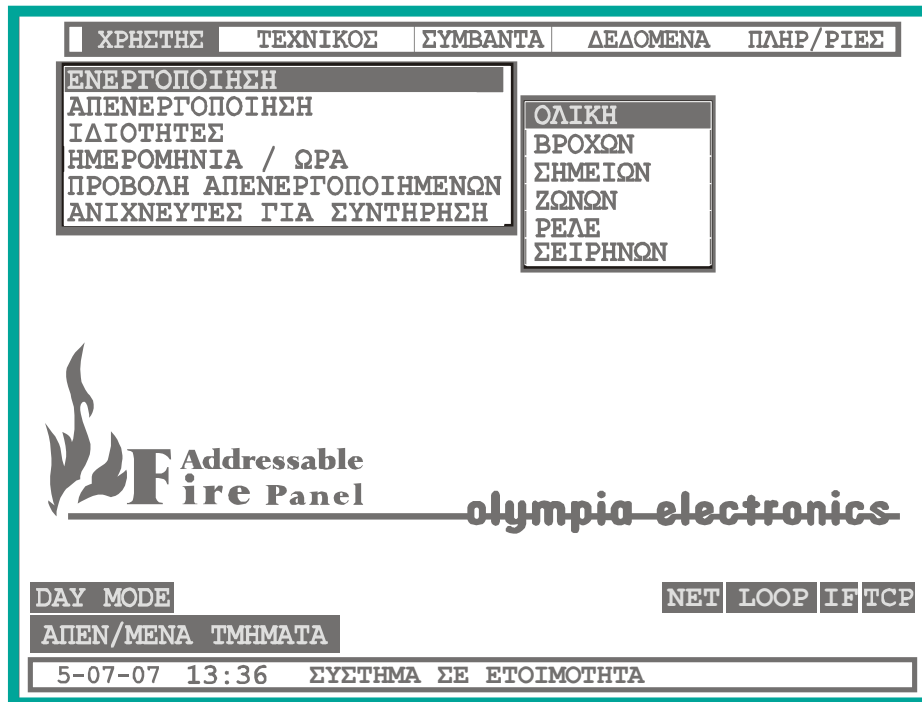 ΧΡΗΣΤΗΣ ΤΕΧΝΙΚΟΣ ΣΥΜΒΑΝΤΑ ΔΕΔΟΜΕΝΑ ΠΛΗΡ/ΡΙΕΣ
ΕΝΕΡΓΟΠΟΙΗΣΗ
ΑΠΕΝΕΡΓΟΠΟΙΗΣΗ
ΙΔΙΟΤΗΤΕΣ
ΗΜΕΡΟΜΗΝΙΑ / ΩΡΑ
ΠΡΟΒΟΛΗ ΑΠΕΝΕΡΓΟΠΟΙΗΜΕΝΩΝ
ΑΝΙΧΝΕΥΤΕΣ ΓΙΑ ΣΥΝΤΗΡΗΣΗ
ΟΛΙΚΗ
ΒΡΟΧΩΝ
ΣΗΜΕΙΩΝ
ΖΩΝΩΝ
ΡΕΛΕ
ΣΕΙΡΗΝΩΝ
Addressable
Fire Panel
olympia electronics
DAY MODE NET LOOP IF TCP
ΑΠΕΝ/ΜΕΝΑ ΤΜΗΜΑΤΑ
5-07-07 13:36 ΣΥΣΤΗΜΑ ΣΕ ΕΤΟΙΜΟΤΗΤΑ